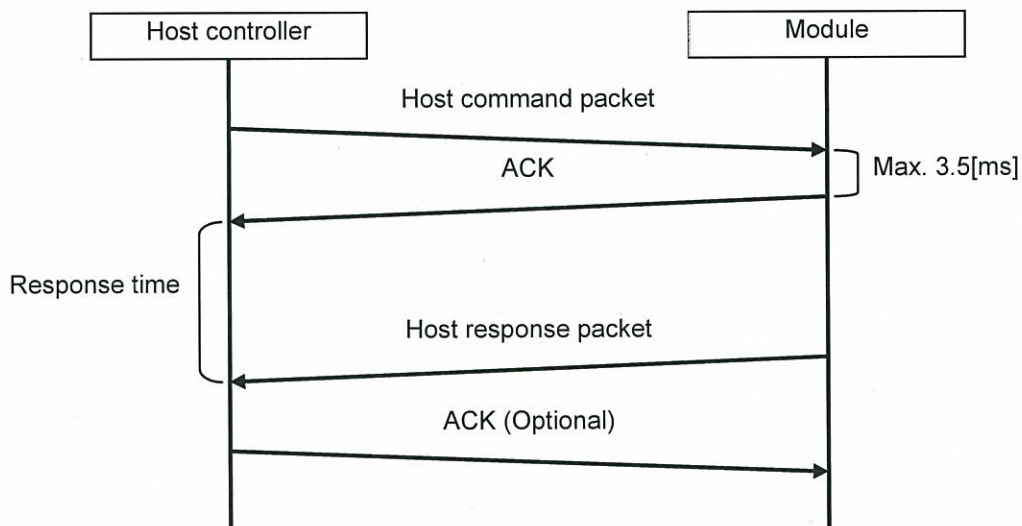 Host controller
Module
Host command packet
ACK
Max. 3.5[ms]
Response time
Host response packet
ACK (Optional)